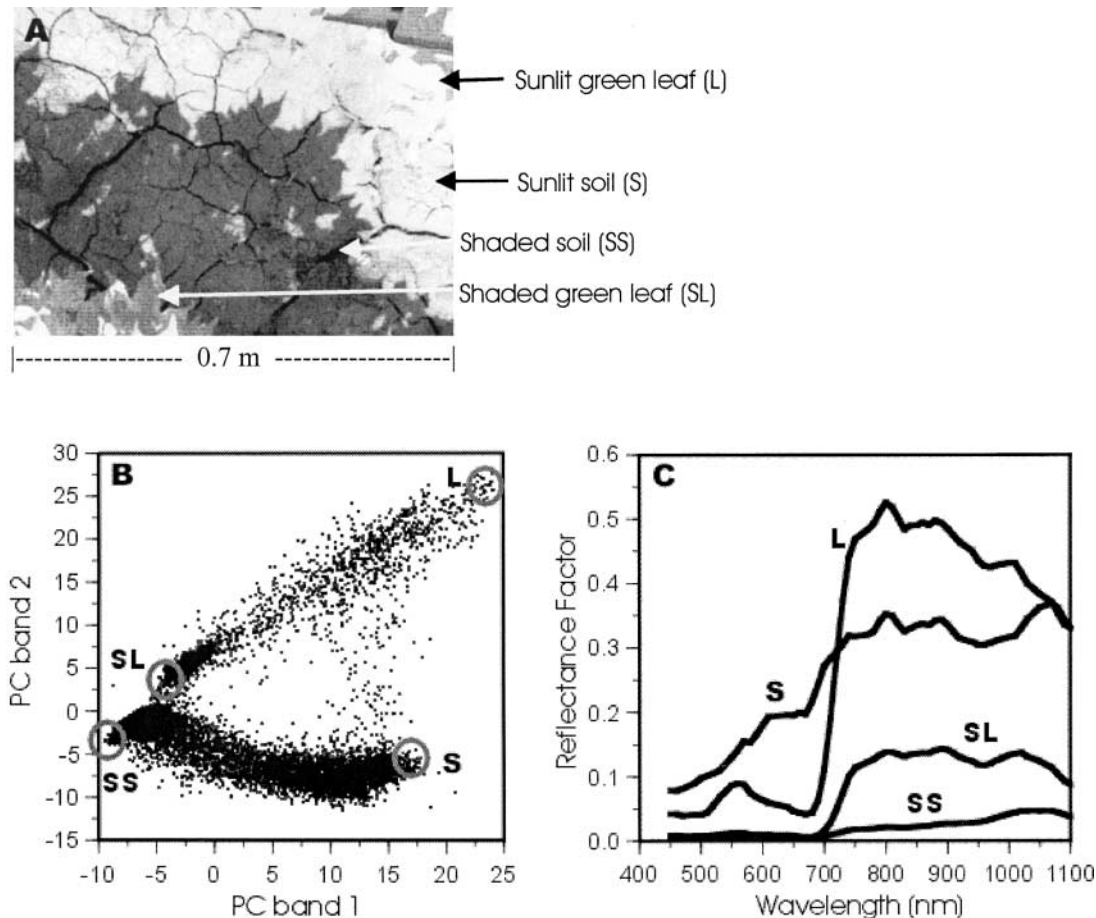 A
Sunlit green leaf (L)
Sunlit soil (S)
Shaded soil (SS)
Shaded green leaf (SL)
|---------------- 0.7 m ----------------|
B
L
SL
SS
S
30
25
20
15
10
5
0
-5
-10
-15
PC band 2
-10 -5 0 5 10 15 20 25
PC band 1
C
L
S
SL
SS
0.6
0.5
0.4
0.3
0.2
0.1
0.0
Reflectance Factor
400 500 600 700 800 900 1000 1100
Wavelength (nm)